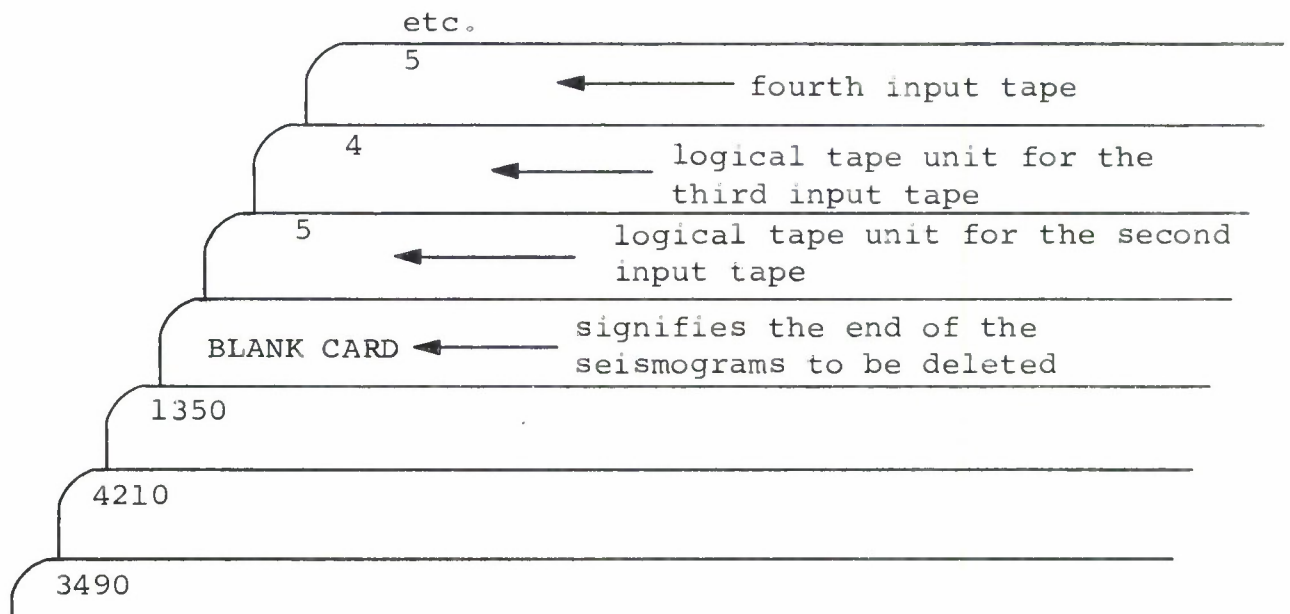 etc.
5
fourth input tape
4
logical tape unit for the
third input tape
5
logical tape unit for the second
input tape
BLANK CARD
signifies the end of the
seismograms to be deleted
1350
4210
3490